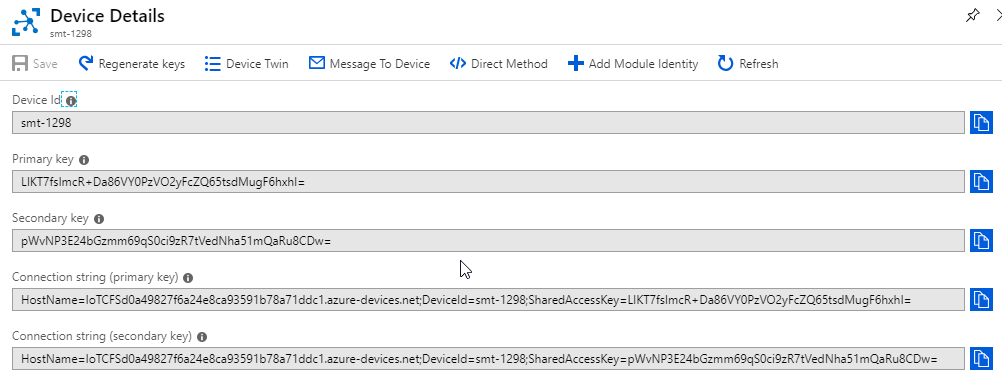 Device Details
smt-1298
Save Regenerate keys Device Twin Message To Device Direct Method Add Module Identity Refresh
Device Id
smt-1298
Primary key
LIKT7fsImcR+Da86VY0PzVO2yFcZQ65tsdMugF6hxhI=
Secondary key
pWvNP3E24bGzmm69qS0ci9zR7tVedNha51mQaRu8CDw=
Connection string (primary key)
HostName=IoTCFSd0a49827f6a24e8ca93591b78a71ddc1.azure-devices.net;DeviceId=smt-1298;SharedAccessKey=LIKT7fsImcR+Da86VY0PzVO2yFcZQ65tsdMugF6hxhI=
Connection string (secondary key)
HostName=IoTCFSd0a49827f6a24e8ca93591b78a71ddc1.azure-devices.net;DeviceId=smt-1298;SharedAccessKey=pWvNP3E24bGzmm69qS0ci9zR7tVedNha51mQaRu8CDw=